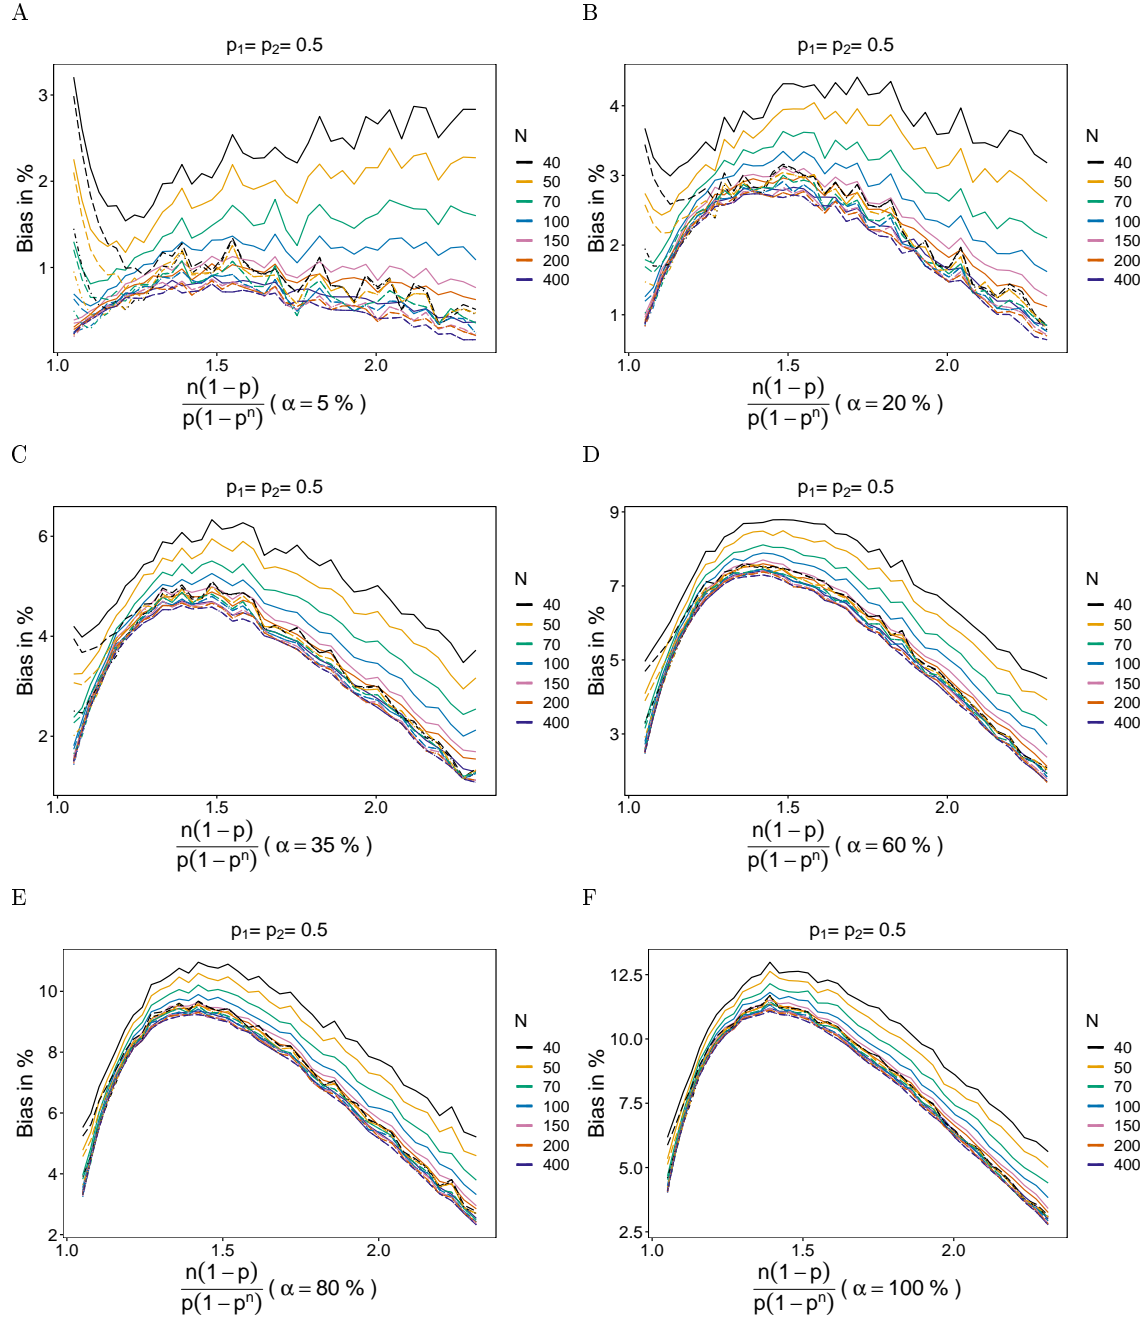 A
p1= p2= 0.5
Bias in %
3
2
1
1.0 1.5 2.0
n(1−p)
p(1−pⁿ) ( α= 5 % )
N
40
50
70
100
150
200
400
B
p1= p2= 0.5
Bias in %
4
3
2
1
1.0 1.5 2.0
n(1−p)
p(1−pⁿ) ( α= 20 % )
N
40
50
70
100
150
200
400
C
p1= p2= 0.5
Bias in %
6
4
2
1.0 1.5 2.0
n(1−p)
p(1−pⁿ) ( α= 35 % )
N
40
50
70
100
150
200
400
D
p1= p2= 0.5
Bias in %
9
7
5
3
1.0 1.5 2.0
n(1−p)
p(1−pⁿ) ( α= 60 % )
N
40
50
70
100
150
200
400
E
p1= p2= 0.5
Bias in %
10
8
6
4
2
1.0 1.5 2.0
n(1−p)
p(1−pⁿ) ( α= 80 % )
N
40
50
70
100
150
200
400
F
p1= p2= 0.5
Bias in %
12.5
10.0
7.5
5.0
2.5
1.0 1.5 2.0
n(1−p)
p(1−pⁿ) ( α= 100 % )
N
40
50
70
100
150
200
400